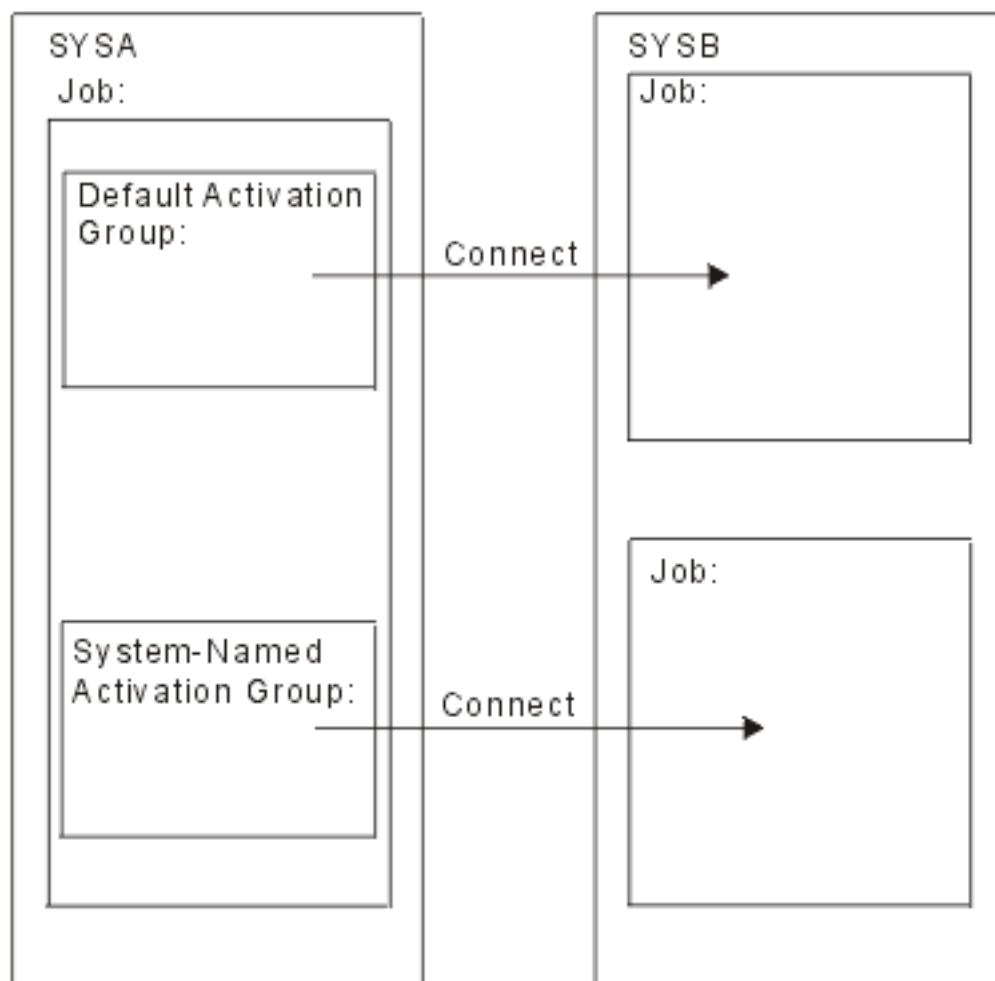 SYSA
Job:
Default Activation
Group:
Connect
System-Named
Activation Group:
Connect
SYSB
Job:
Job: